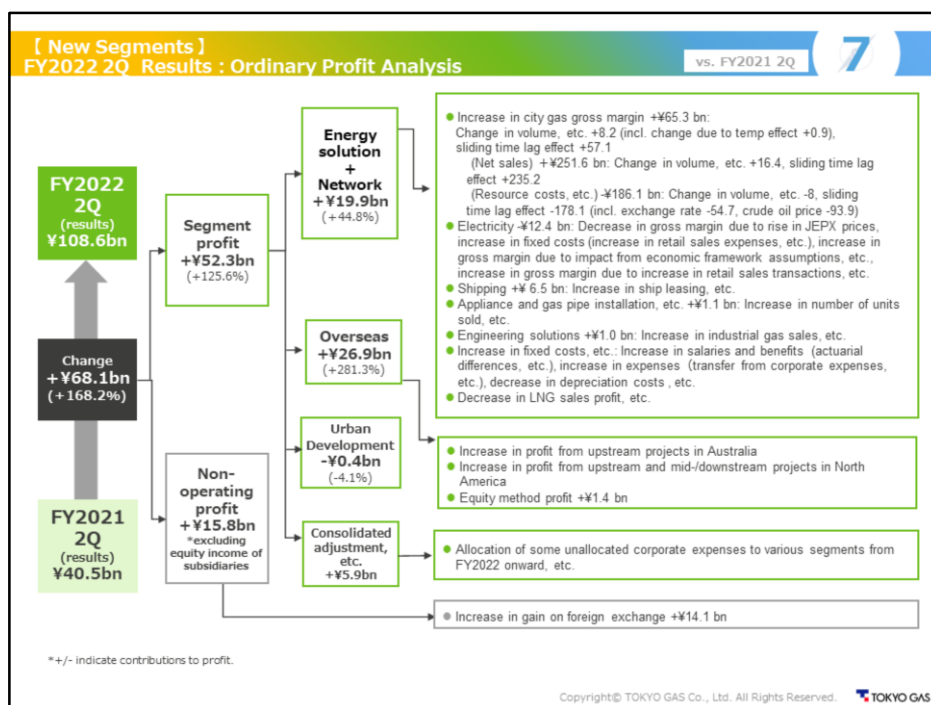 【 New Segments 】
FY2022 2Q Results : Ordinary Profit Analysis
vs. FY2021 2Q
7
FY2022
2Q
(results)
¥108.6bn
Change
+¥68.1bn
(+168.2%)
FY2021
2Q
(results)
¥40.5bn
Segment
profit
+¥52.3bn
(+125.6%)
Non-
operating
profit
+¥15.8bn
*excluding
equity income of
subsidiaries
Energy
solution
+
Network
+¥19.9bn
(+44.8%)
Overseas
+¥26.9bn
(+281.3%)
Urban
Development
-¥0.4bn
(-4.1%)
Consolidated
adjustment,
etc.
+¥5.9bn
● Increase in city gas gross margin +¥65.3 bn:
Change in volume, etc. +8.2 (incl. change due to temp effect +0.9),
sliding time lag effect +57.1
(Net sales) +¥251.6 bn: Change in volume, etc. +16.4, sliding time lag
effect +235.2
(Resource costs, etc.) -¥186.1 bn: Change in volume, etc. -8, sliding
time lag effect -178.1 (incl. exchange rate -54.7, crude oil price -93.9)
● Electricity -¥12.4 bn: Decrease in gross margin due to rise in JEPX prices,
increase in fixed costs (increase in retail sales expenses, etc.), increase in
gross margin due to impact from economic framework assumptions, etc.,
increase in gross margin due to increase in retail sales transactions, etc.
● Shipping +¥ 6.5 bn: Increase in ship leasing, etc.
● Appliance and gas pipe installation, etc. +¥1.1 bn: Increase in number of units
sold, etc.
● Engineering solutions +¥1.0 bn: Increase in industrial gas sales, etc.
● Increase in fixed costs, etc.: Increase in salaries and benefits (actuarial
differences, etc.), increase in expenses (transfer from corporate expenses,
etc.), decrease in depreciation costs , etc.
● Decrease in LNG sales profit, etc.
● Increase in profit from upstream projects in Australia
● Increase in profit from upstream and mid-/downstream projects in North
America
● Equity method profit +¥1.4 bn
● Allocation of some unallocated corporate expenses to various segments from
FY2022 onward, etc.
● Increase in gain on foreign exchange +¥14.1 bn
*+/- indicate contributions to profit.
Copyright© TOKYO GAS Co., Ltd. All Rights Reserved.
TOKYO GAS